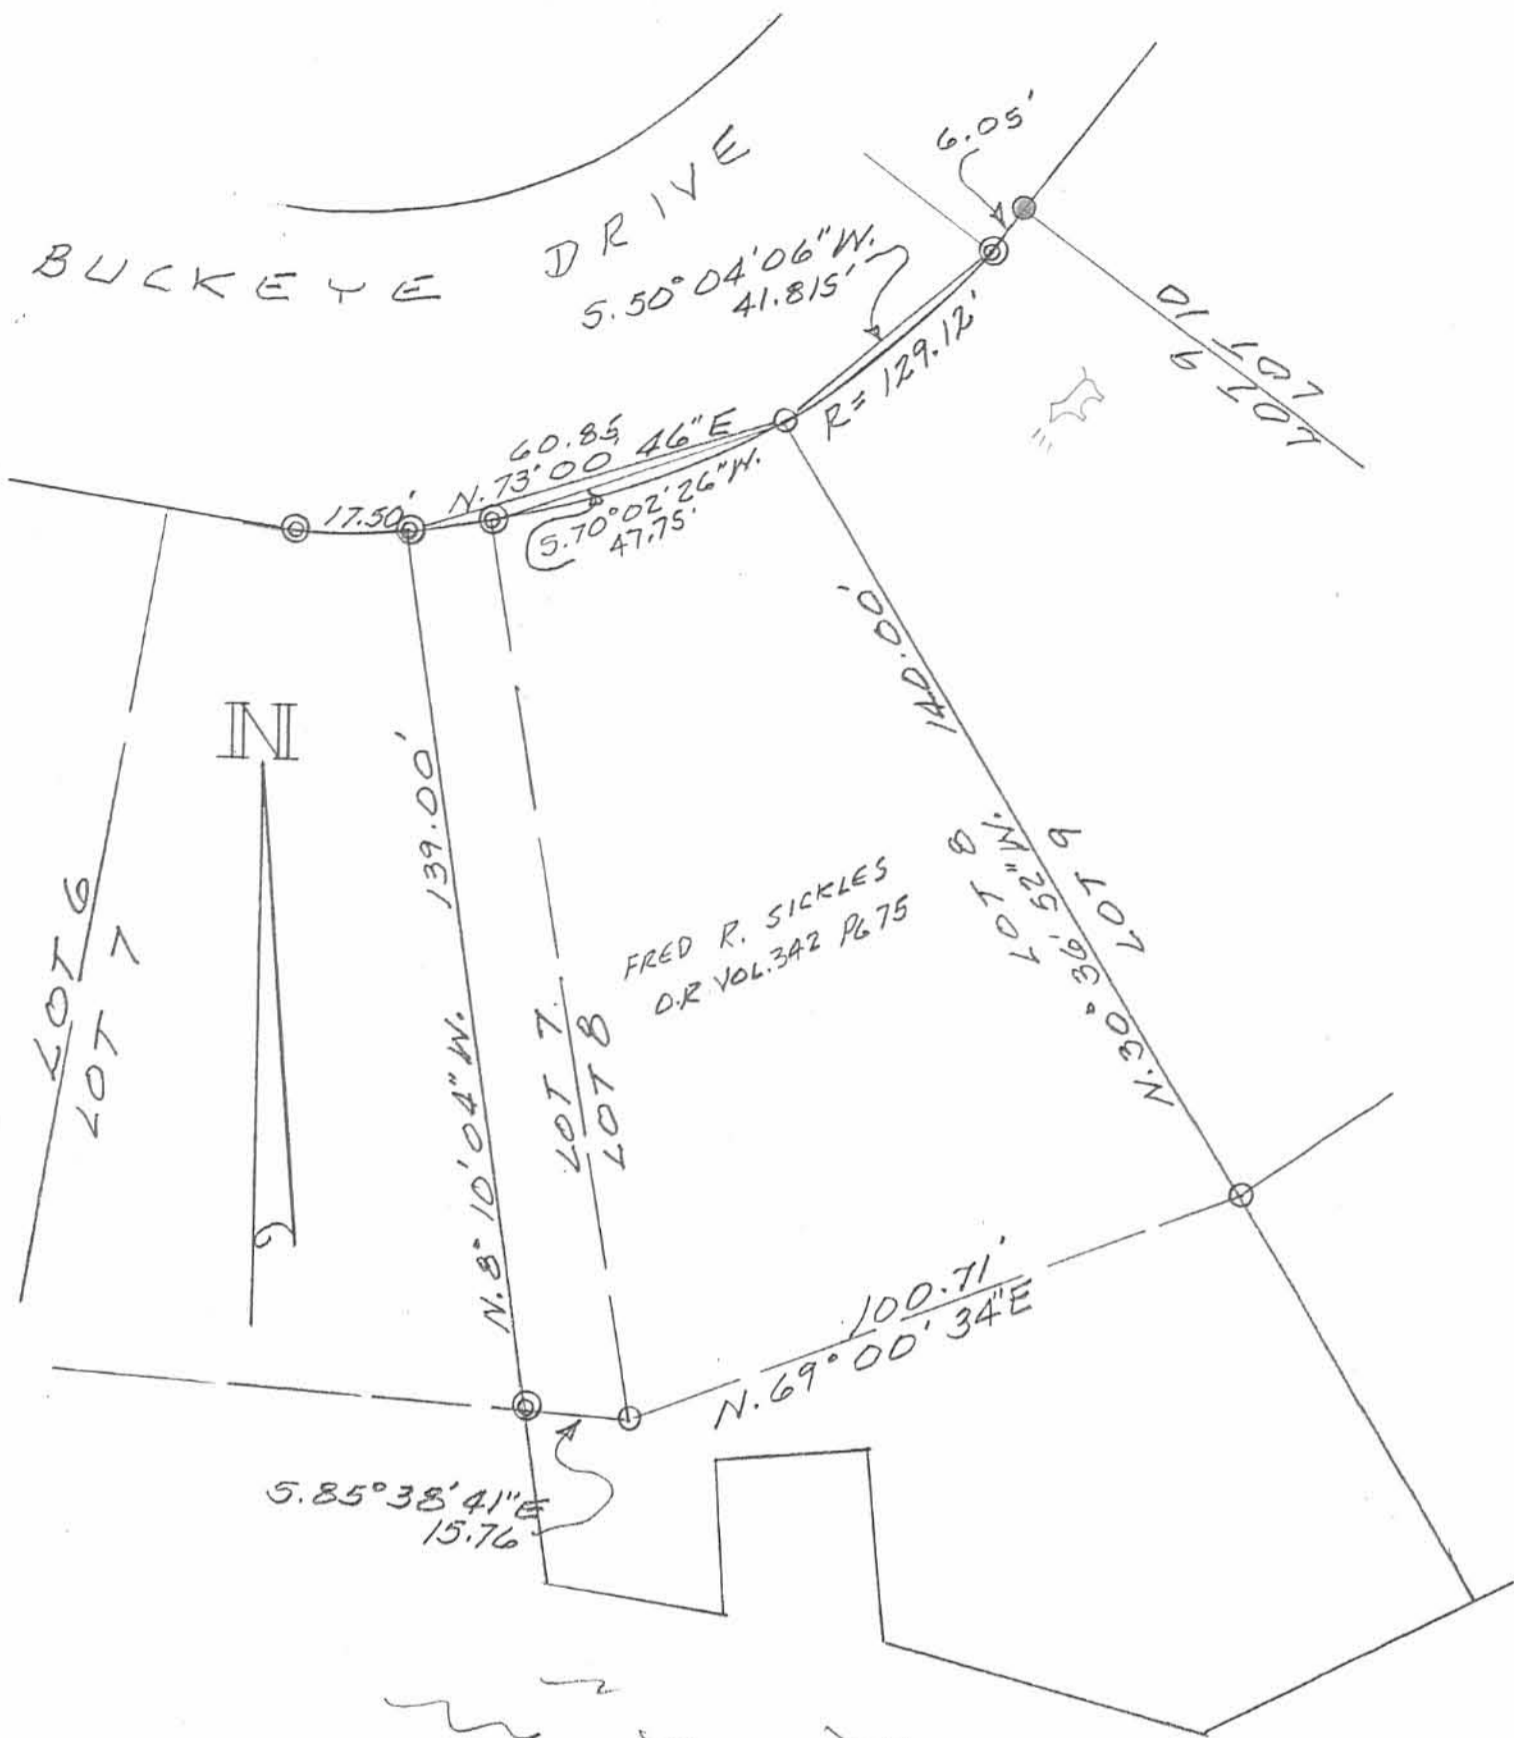 BUCKEYE DRIVE
6.05'
S.50°04'06"W.
41.815'
R= 129.12'
LOT 10
LOT 9
60.85
N.73°00'46"E
17.50'
S.70°02'26"W.
47.75'
140.00'
N
139.00'
LOT 6
LOT 7
N.8°10'04"W.
LOT 7
LOT 8
FRED R. SICKLES
O.R. VOL.342 PG 75
LOT 8
N.30°36'52"W.
LOT 9
100.71'
N.69°00'34"E
S.85°38'41"E
15.76